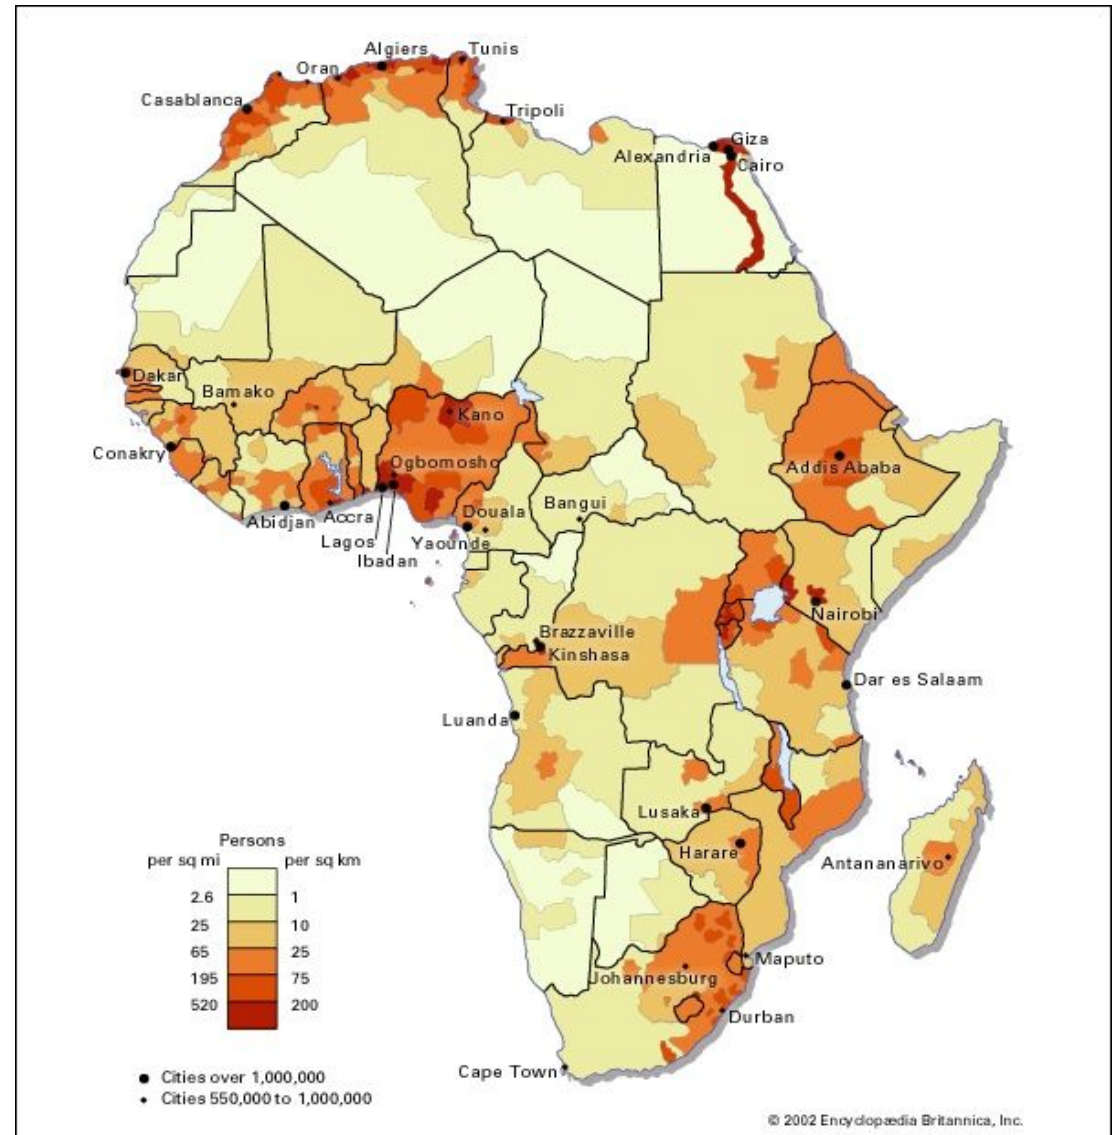 Algiers
Tunis
Oran
Casablanca
Tripoli
Giza
Alexandria
Cairo
Dakar
Bamako
Kano
Conakry
Ogbomosho
Addis Ababa
Abidjan
Accra
Douala
Bangui
Lagos
Yaounde
Ibadan
Nairobi
Brazzaville
Kinshasa
Dar es Salaam
Luanda
Lusaka
Harare
Antananarivo
Maputo
Johannesburg
Durban
Cape Town
Persons
per sq mi per sq km
2.6 1
25 10
65 25
195 75
520 200
Cities over 1,000,000
Cities 550,000 to 1,000,000
© 2002 Encyclopædia Britannica, Inc.